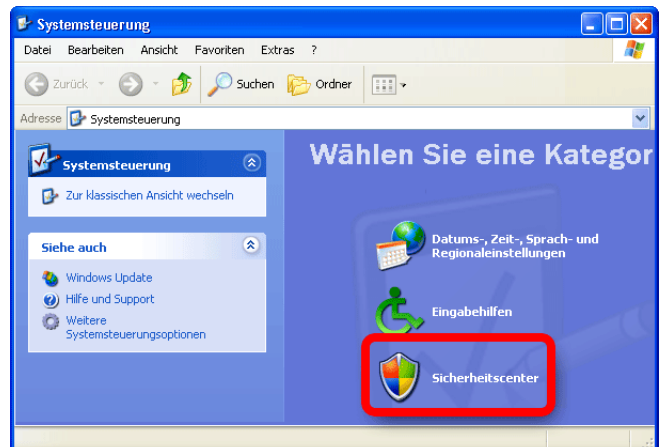 Systemsteuerung
Datei Bearbeiten Ansicht Favoriten Extras ?
Zurück Suchen Ordner
Adresse Systemsteuerung
Systemsteuerung
Zur klassischen Ansicht wechseln
Siehe auch
Windows Update
Hilfe und Support
Weitere
Systemsteuerungsoptionen
Wählen Sie eine Kategor
Datums-, Zeit-, Sprach- und
Regionaleinstellungen
Eingabehilfen
Sicherheitscenter